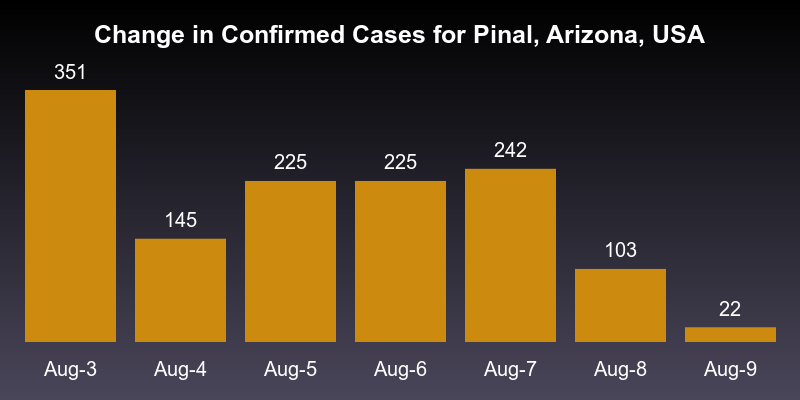 Change in Confirmed Cases for Pinal, Arizona, USA
351
145
225
225
242
103
22
Aug-3
Aug-4
Aug-5
Aug-6
Aug-7
Aug-8
Aug-9